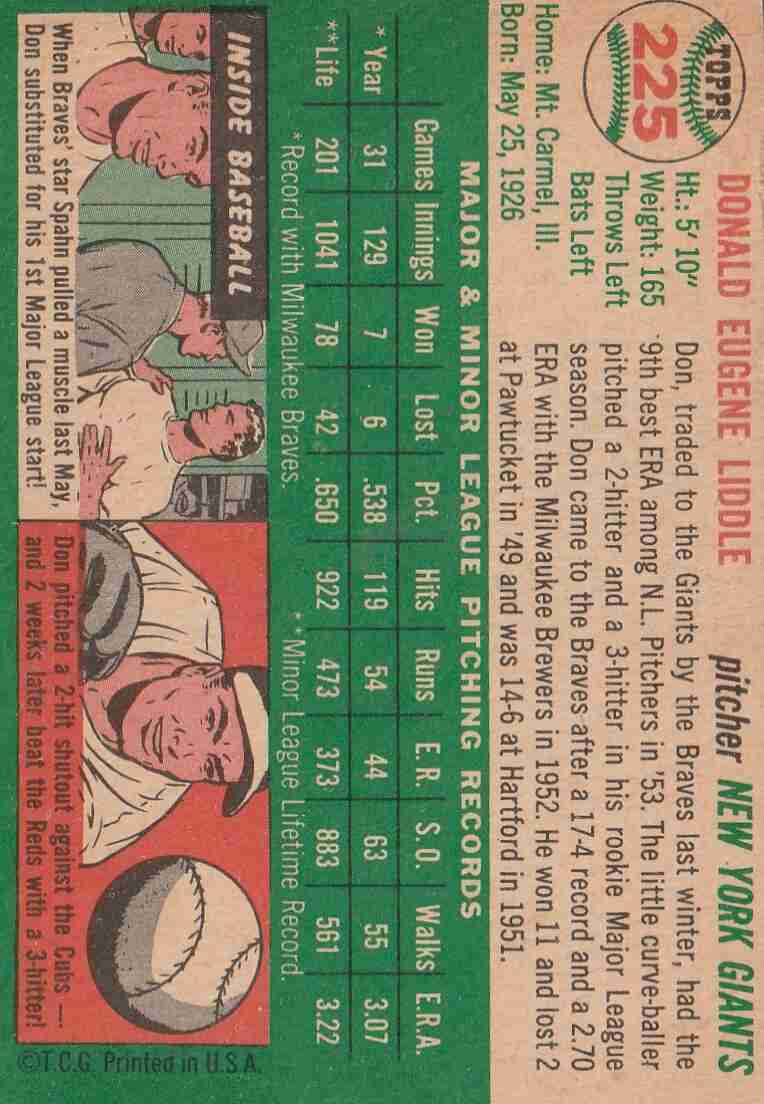 TOPPS
225
DONALD EUGENE LIDDLE
pitcher NEW YORK GIANTS
Ht.: 5' 10"
Weight: 165
Throws Left
Bats Left
Home: Mt. Carmel, Ill.
Born: May 25, 1926
Don, traded to the Giants by the Braves last winter, had the
9th best ERA among N.L. Pitchers in '53. The little curve-baller
pitched a 2-hitter and a 3-hitter in his rookie Major League
season. Don came to the Braves after a 17-4 record and a 2.70
ERA with the Milwaukee Brewers in 1952. He won 11 and lost 2
at Pawtucket in '49 and was 14-6 at Hartford in 1951.
MAJOR & MINOR LEAGUE PITCHING RECORDS
Games Innings Won Lost Pct. Hits Runs E.R. S.O. Walks E.R.A.
* Year 31 129 7 6 .538 119 54 44 63 55 3.07
**Life 201 1041 78 42 .650 922 473 373 883 561 3.22
*Record with Milwaukee Braves. **Minor League Lifetime Record.
INSIDE BASEBALL
When Braves' star Spahn pulled a muscle last May,
Don substituted for his 1st Major League start!
Don pitched a 2-hit shutout against the Cubs —
and 2 weeks later beat the Reds with a 3-hitter!
©T.C.G. Printed in U.S.A.